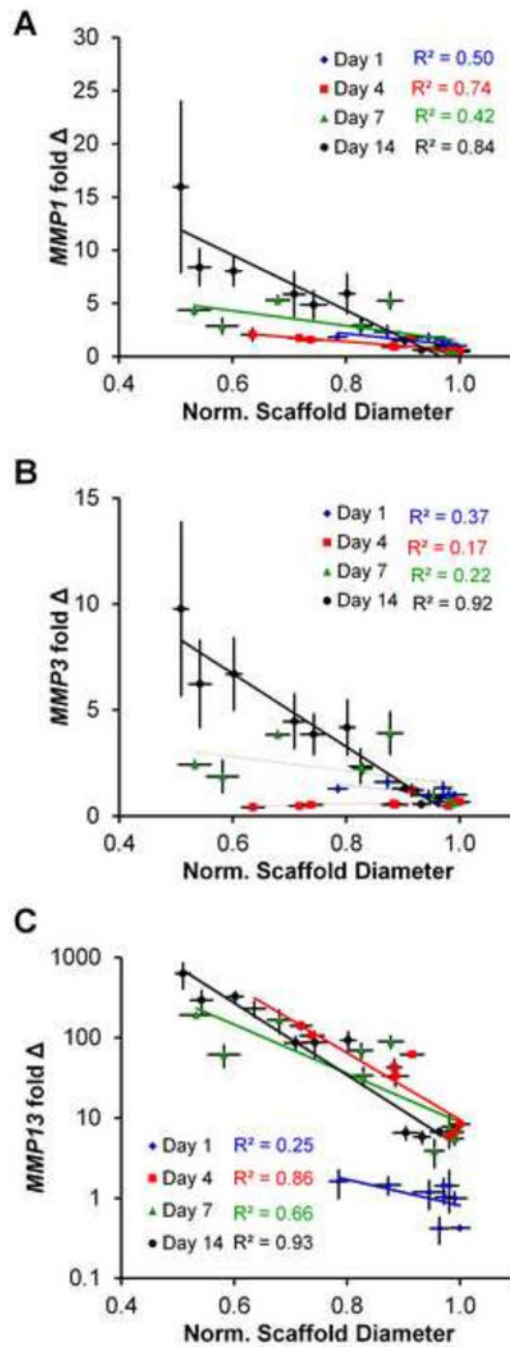 A
30
Day 1 R² = 0.50
25
Day 4 R² = 0.74
20
Day 7 R² = 0.42
Day 14 R² = 0.84
15
10
5
0
MMP1 fold Δ
0.4 0.6 0.8 1.0
Norm. Scaffold Diameter
B
15
Day 1 R² = 0.37
Day 4 R² = 0.17
Day 7 R² = 0.22
10
Day 14 R² = 0.92
5
0
MMP3 fold Δ
0.4 0.6 0.8 1.0
Norm. Scaffold Diameter
C
1000
100
10
Day 1 R² = 0.25
Day 4 R² = 0.86
1
Day 7 R² = 0.66
Day 14 R² = 0.93
0.1
MMP13 fold Δ
0.4 0.6 0.8 1.0
Norm. Scaffold Diameter